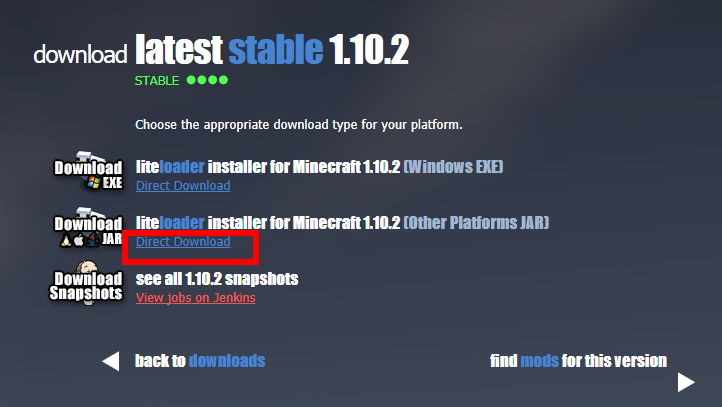 download latest stable 1.10.2
STABLE
Choose the appropriate download type for your platform.
Download EXE
liteloader installer for Minecraft 1.10.2 (Windows EXE)
Direct Download
Download JAR
liteloader installer for Minecraft 1.10.2 (Other Platforms JAR)
Direct Download
Download Snapshots
see all 1.10.2 snapshots
View jobs on Jenkins
back to downloads
find mods for this version